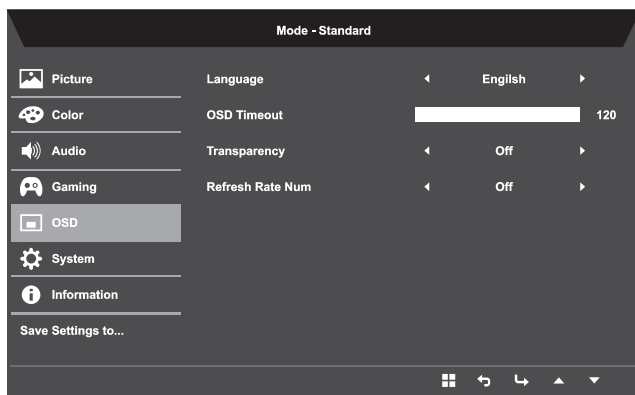 Mode - Standard
Picture
Language Engilsh
Color
OSD Timeout 120
Audio
Transparency Off
Gaming
Refresh Rate Num Off
OSD
System
Information
Save Settings to...